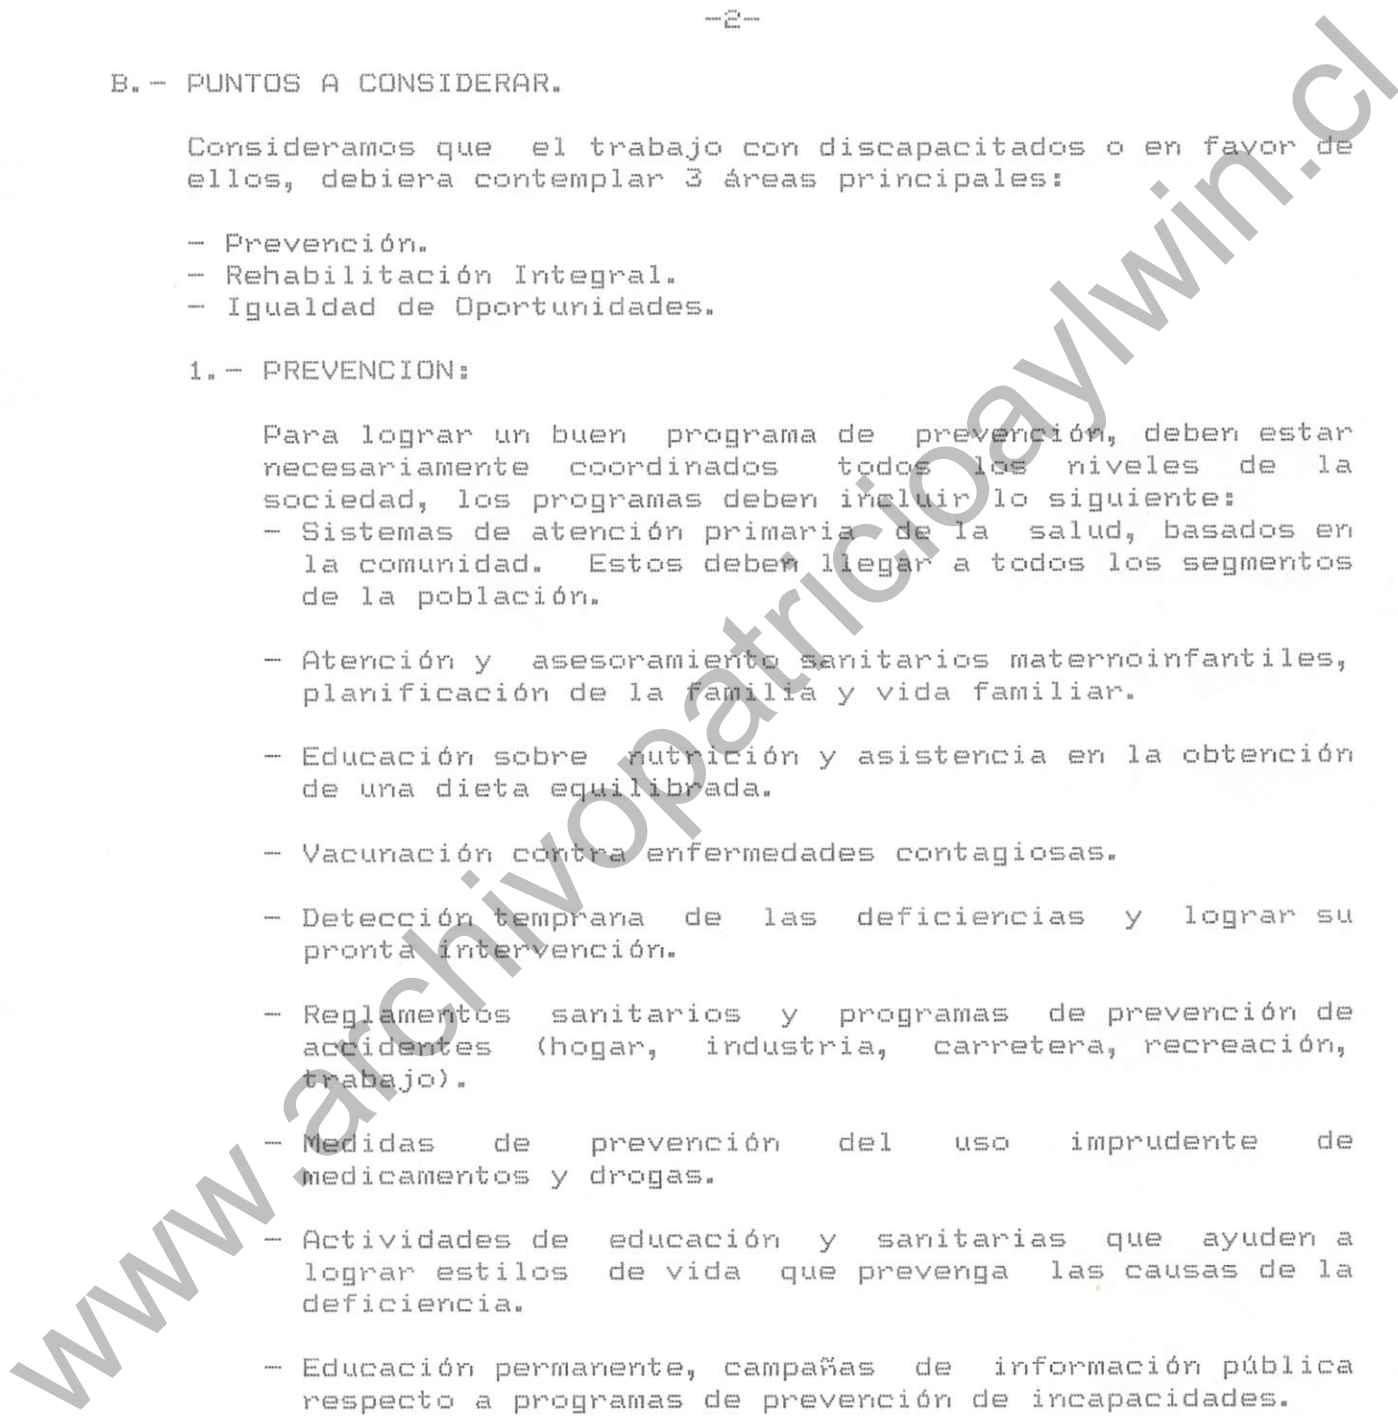 -2-
B.- PUNTOS A CONSIDERAR.
Consideramos que el trabajo con discapacitados o en favor de
ellos, debiera contemplar 3 áreas principales:
- Prevención.
- Rehabilitación Integral.
- Igualdad de Oportunidades.
1.- PREVENCION:
Para lograr un buen programa de prevención, deben estar
necesariamente coordinados todos los niveles de la
sociedad, los programas deben incluir lo siguiente:
- Sistemas de atención primaria de la salud, basados en
la comunidad. Estos deben llegar a todos los segmentos
de la población.
- Atención y asesoramiento sanitarios maternoinfantiles,
planificación de la familia y vida familiar.
- Educación sobre nutrición y asistencia en la obtención
de una dieta equilibrada.
- Vacunación contra enfermedades contagiosas.
- Detección temprana de las deficiencias y lograr su
pronta intervención.
- Reglamentos sanitarios y programas de prevención de
accidentes (hogar, industria, carretera, recreación,
trabajo).
- Medidas de prevención del uso imprudente de
medicamentos y drogas.
- Actividades de educación y sanitarias que ayuden a
lograr estilos de vida que prevenga las causas de la
deficiencia.
- Educación permanente, campañas de información pública
respecto a programas de prevención de incapacidades.
www.archivopatricioaylwin.cl